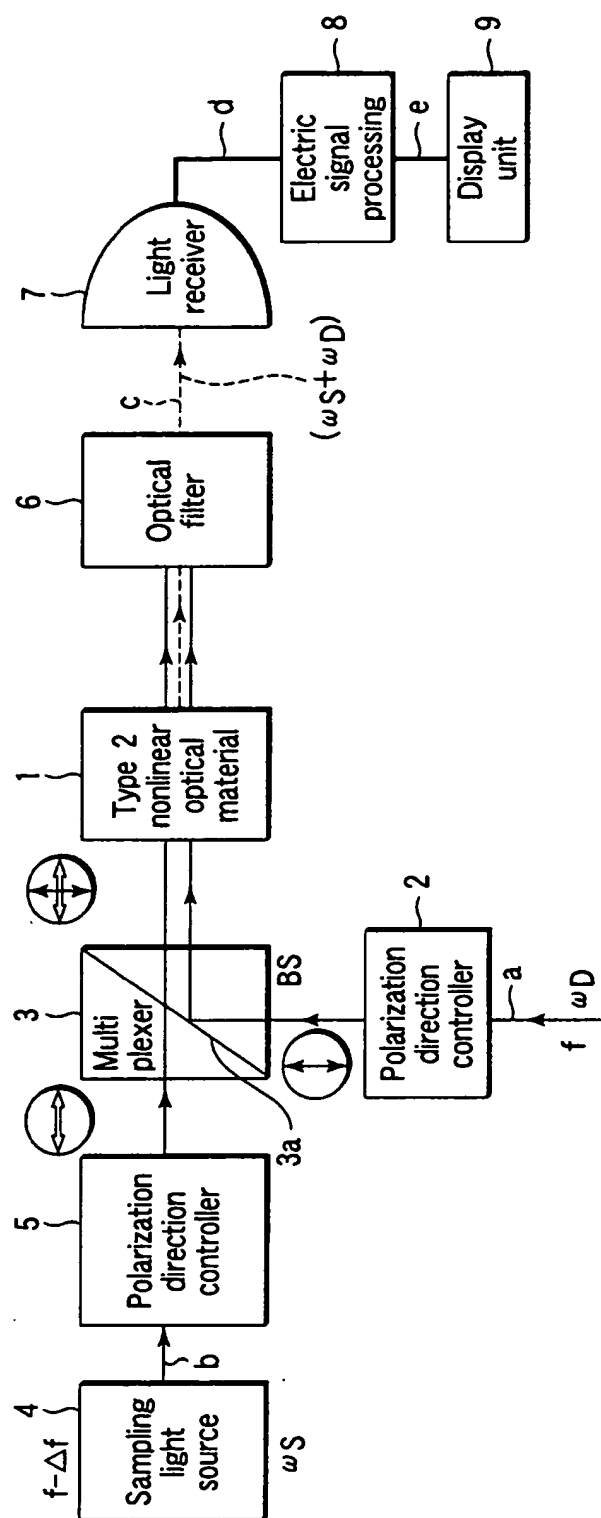 4
f-Δf
Sampling
light
source
ωS
b
5
Polarization
direction
controller
3
Multi
plexer
BS
3a
2
Polarization
direction
controller
a
f
ωD
1
Type 2
nonlinear
optical
material
6
Optical
filter
c
(ωS+ωD)
7
Light
receiver
d
8
Electric
signal
processing
e
9
Display
unit